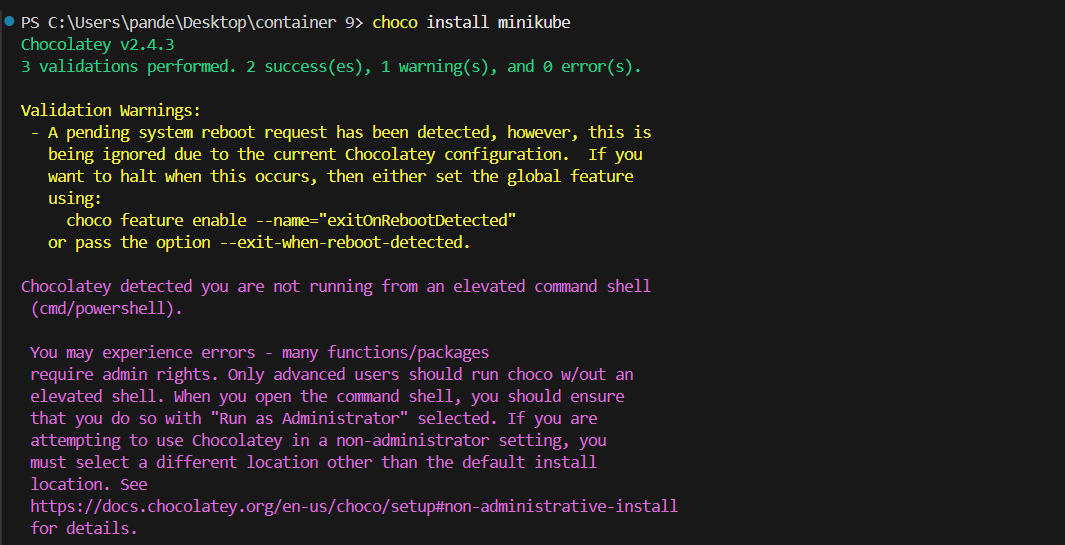 PS C:\Users\pande\Desktop\container 9> choco install minikube
Chocolatey v2.4.3
3 validations performed. 2 success(es), 1 warning(s), and 0 error(s).
Validation Warnings:
- A pending system reboot request has been detected, however, this is
being ignored due to the current Chocolatey configuration.  If you
want to halt when this occurs, then either set the global feature
using:
choco feature enable --name="exitOnRebootDetected"
or pass the option --exit-when-reboot-detected.
Chocolatey detected you are not running from an elevated command shell
(cmd/powershell).
You may experience errors - many functions/packages
require admin rights. Only advanced users should run choco w/out an
elevated shell. When you open the command shell, you should ensure
that you do so with "Run as Administrator" selected. If you are
attempting to use Chocolatey in a non-administrator setting, you
must select a different location other than the default install
location. See
https://docs.chocolatey.org/en-us/choco/setup#non-administrative-install
for details.